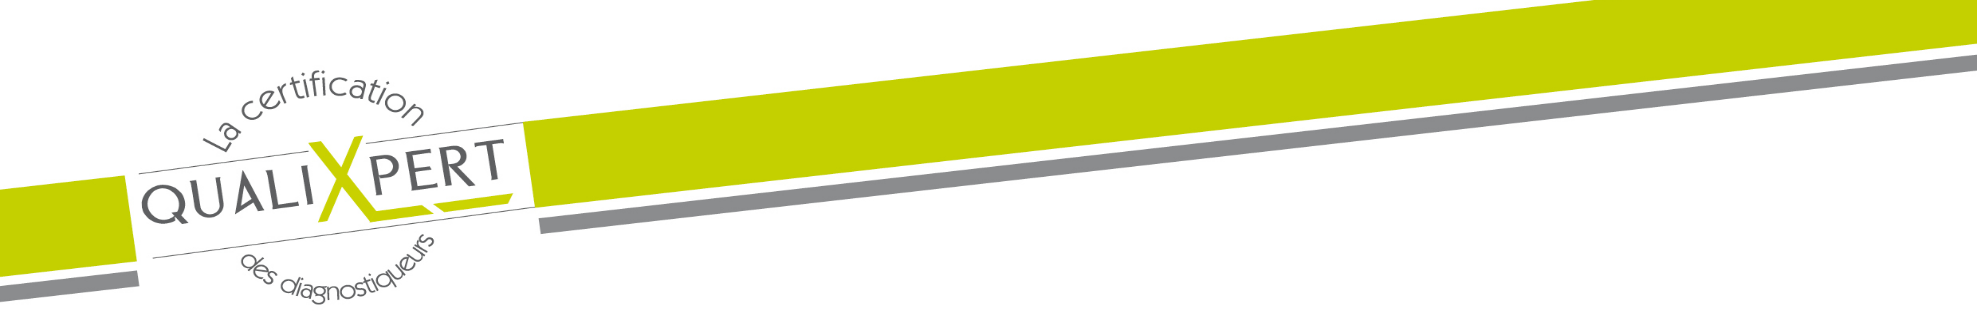 La certification
QUALIXPERT
des diagnostiqueurs